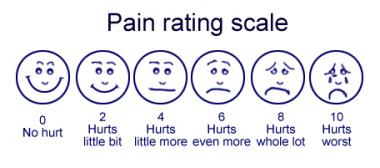 Pain rating scale
0 2 4 6 8 10
No hurt Hurts Hurts Hurts Hurts Hurts
little bit little more even more whole lot worst